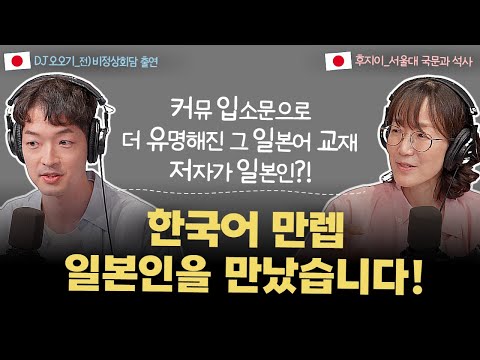 DJ 오오기_전) 비정상회담 출연
후지이_서울대 국문과 석사
커뮤 입소문으로
더 유명해진 그 일본어 교재
저자가 일본인?!
한국어 만렙
일본인을 만났습니다!